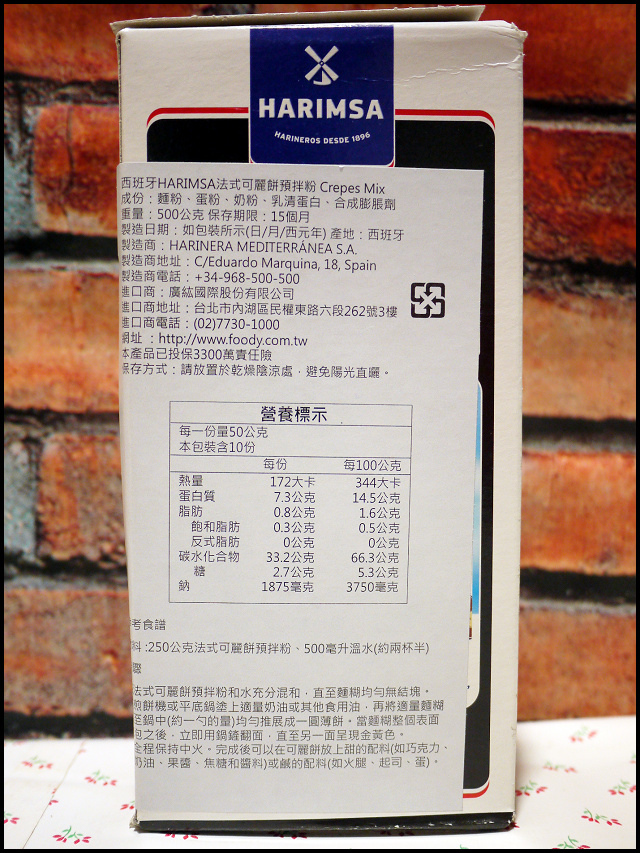 HARIMSA
HARINEROS DESDE 1896
西班牙HARIMSA法式可麗餅預拌粉 Crepes Mix
成份：麵粉、蛋粉、奶粉、乳清蛋白、合成膨脹劑
重量：500公克 保存期限：15個月
製造日期：如包裝所示(日/月/西元年) 產地：西班牙
製造商：HARINERA MEDITERRÁNEA S.A.
製造商地址：C/Eduardo Marquina, 18, Spain
製造商電話：+34-968-500-500
進口商：廣紘國際股份有限公司
進口商地址：台北市內湖區民權東路六段262號3樓
進口商電話：(02)7730-1000
網址：http://www.foody.com.tw
本產品已投保3300萬責任險
保存方式：請放置於乾燥陰涼處，避免陽光直曬。
營養標示
每一份量50公克
本包裝含10份
每份 每100公克
熱量 172大卡 344大卡
蛋白質 7.3公克 14.5公克
脂肪 0.8公克 1.6公克
飽和脂肪 0.3公克 0.5公克
反式脂肪 0公克 0公克
碳水化合物 33.2公克 66.3公克
糖 2.7公克 5.3公克
鈉 1875毫克 3750毫克
考食譜
料:250公克法式可麗餅預拌粉、500毫升溫水(約兩杯半)
驟
法式可麗餅預拌粉和水充分混和，直至麵糊均勻無結塊。
煎餅機或平底鍋塗上適量奶油或其他食用油，再將適量麵糊
至鍋中(約一勺的量)均勻推展成一圓薄餅。當麵糊整個表面
包之後，立即用鍋鏟翻面，直至另一面呈現金黃色。
全程保持中火。完成後可以在可麗餅放上甜的配料(如巧克力、
奶油、果醬、焦糖和醬料)或鹹的配料(如火腿、起司、蛋)。